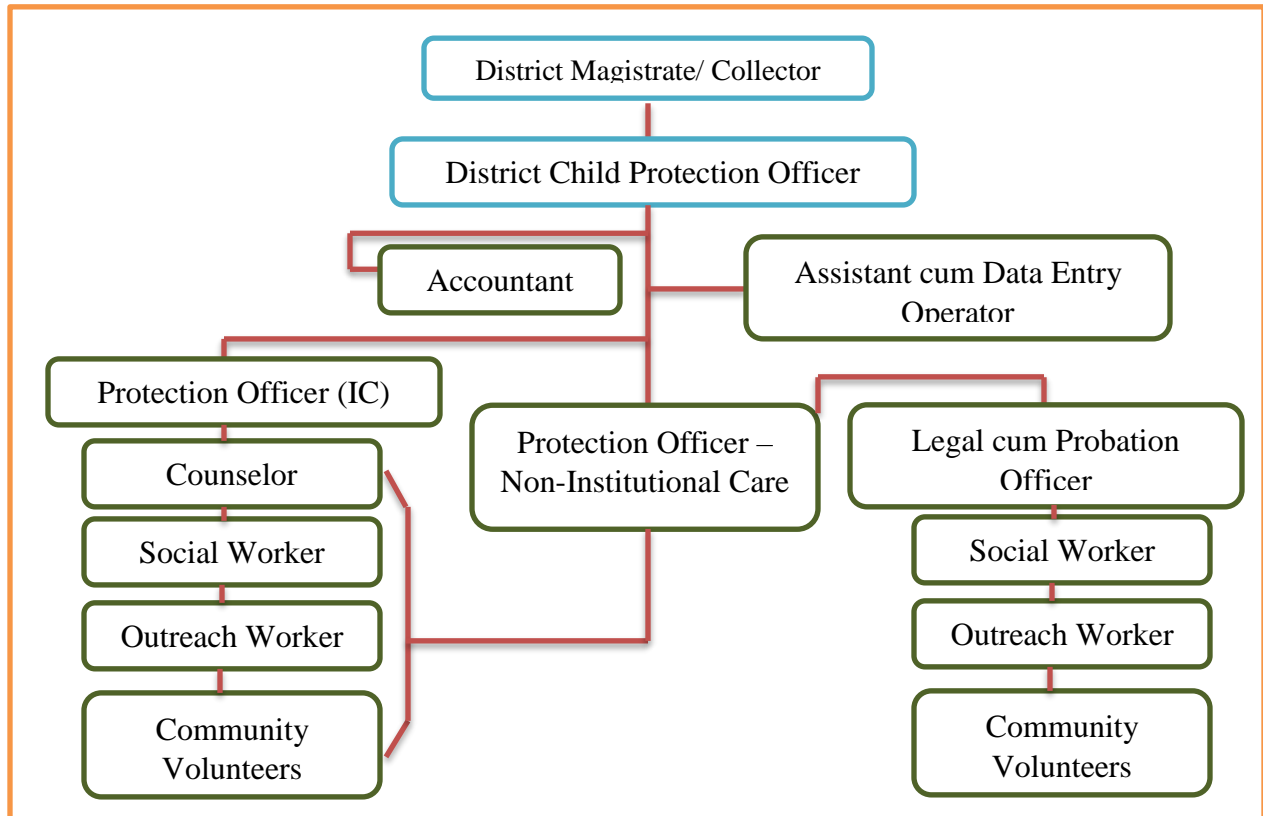 District Magistrate/ Collector
District Child Protection Officer
Accountant
Assistant cum Data Entry
Operator
Protection Officer (IC)
Counselor
Social Worker
Outreach Worker
Community
Volunteers
Protection Officer –
Non-Institutional Care
Legal cum Probation
Officer
Social Worker
Outreach Worker
Community
Volunteers